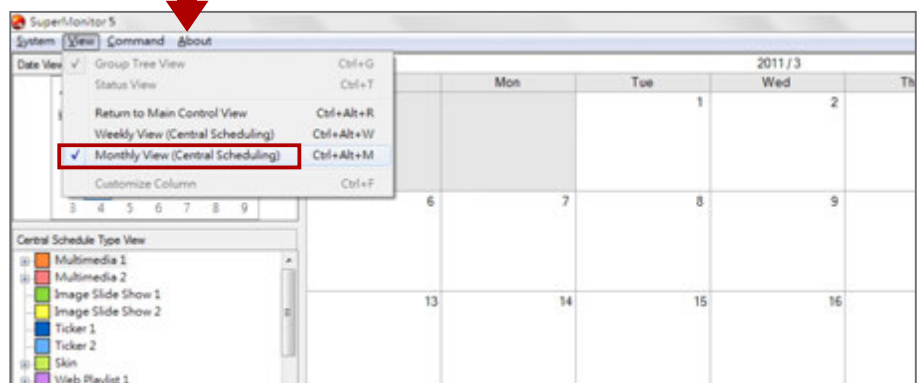 SuperMonitor 5
System View Command About
Date View
Group Tree View Ctrl+G
Status View Ctrl+T
Return to Main Control View Ctrl+Alt+R
Weekly View (Central Scheduling) Ctrl+Alt+W
Monthly View (Central Scheduling) Ctrl+Alt+M
Customize Column Ctrl+F
3 4 5 6 7 8 9
2011 / 3
Mon Tue Wed Th
1 2
6 7 8 9
13 14 15 16
Central Schedule Type View
Multimedia 1
Multimedia 2
Image Slide Show 1
Image Slide Show 2
Ticker 1
Ticker 2
Skin
Web Playlist 1